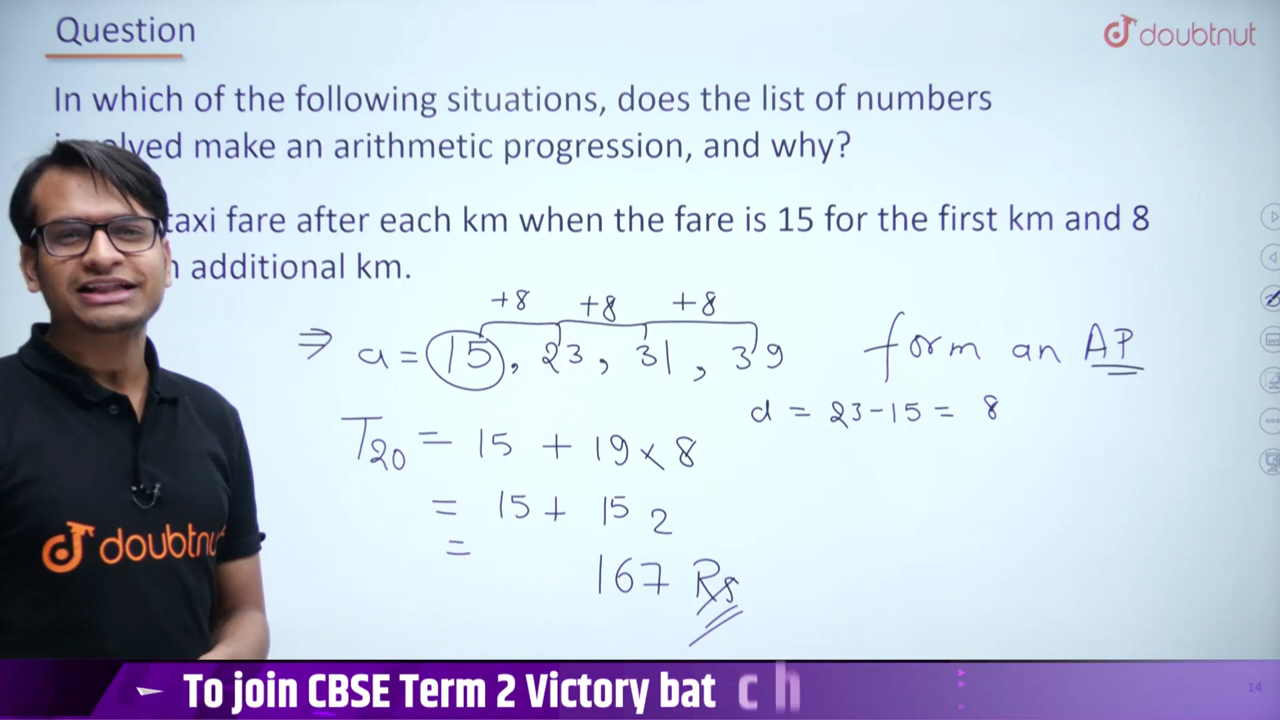 Question
doubtnut
In which of the following situations, does the list of numbers
make an arithmetic progression, and why?
taxi fare after each km when the fare is 15 for the first km and 8
additional km.
+8 +8 +8
⇒ a = 15, 23, 31, 39 form an AP
d = 23-15 = 8
T20 = 15 + 19 × 8
= 15 + 152
=
167 Rs
doubtnut
To join CBSE Term 2 Victory batch
14